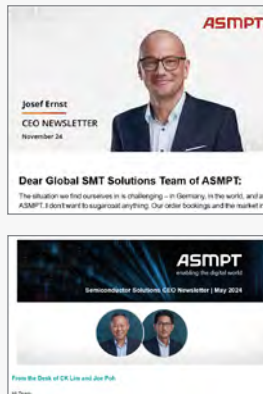 ASMPT
Josef Ernst
CEO NEWSLETTER
November 24
Dear Global SMT Solutions Team of ASMPT:
The situation we find ourselves in is challenging – in Germany, in the world, and a
ASMPT. I don't want to sugarcoat anything. Our order bookings and the market in
ASMPT
enabling the digital world
Semiconductor Solutions CEO Newsletter | May 2024
From the Desk of CK Lim and Joe Poh